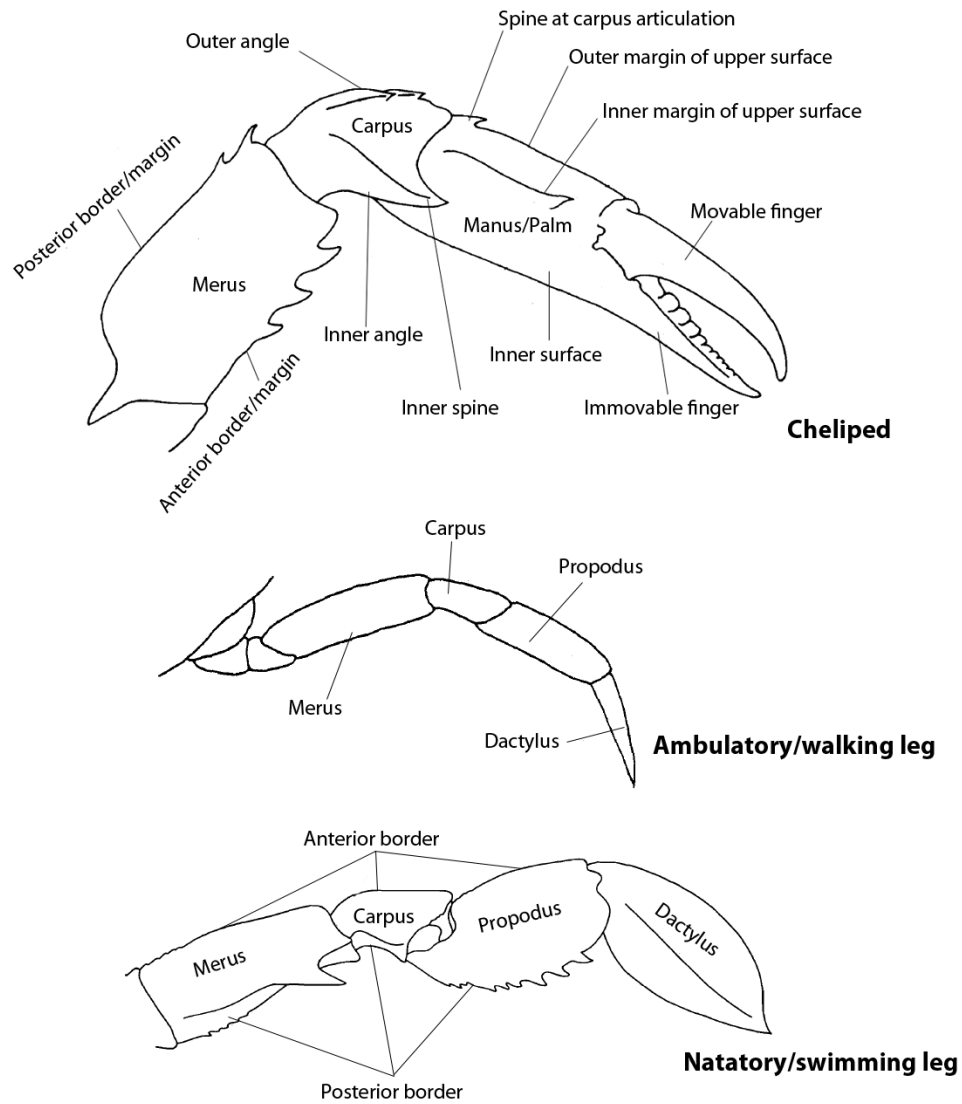 Spine at carpus articulation
Outer angle
Outer margin of upper surface
Inner margin of upper surface
Carpus
Posterior border/margin
Movable finger
Manus/Palm
Merus
Inner angle
Inner surface
Inner spine
Immovable finger
Anterior border/margin
Cheliped
Carpus
Propodus
Merus
Dactylus
Ambulatory/walking leg
Anterior border
Carpus
Propodus
Dactylus
Merus
Natatory/swimming leg
Posterior border